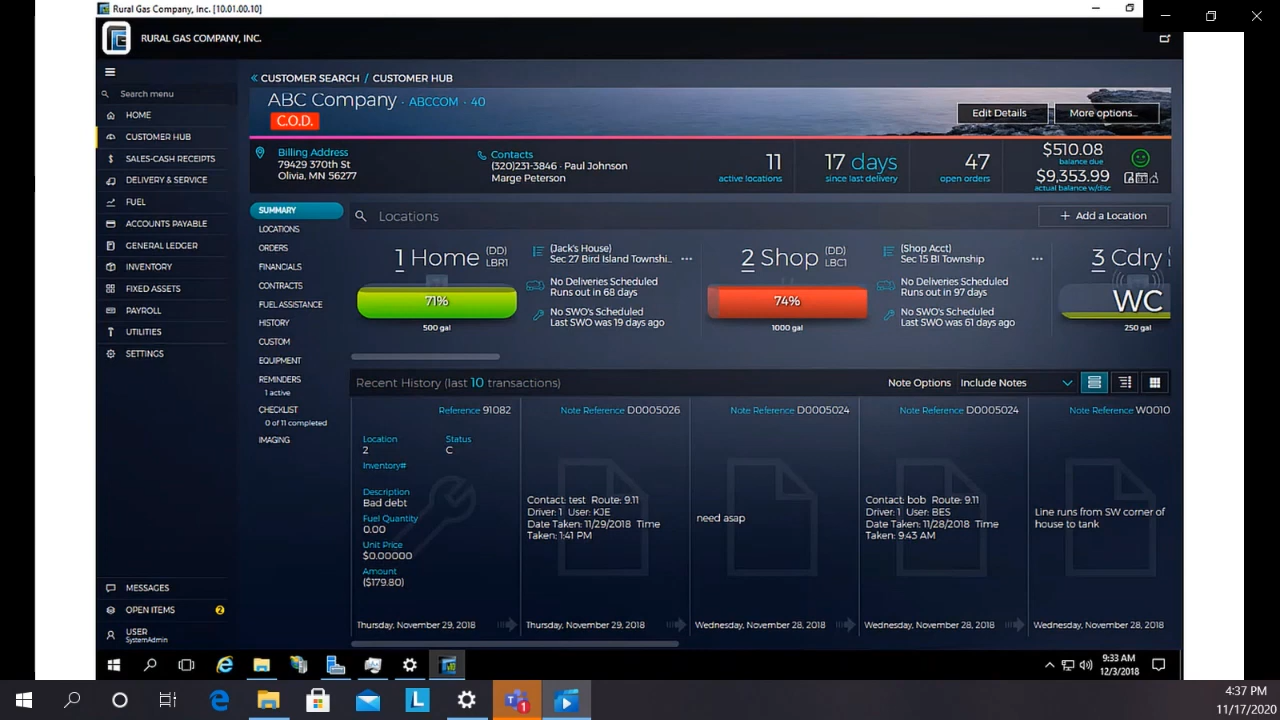 Rural Gas Company, Inc. [10.01.00.10]
RURAL GAS COMPANY, INC.
Search menu
HOME
CUSTOMER HUB
SALES-CASH RECEIPTS
DELIVERY & SERVICE
FUEL
ACCOUNTS PAYABLE
GENERAL LEDGER
INVENTORY
FIXED ASSETS
PAYROLL
UTILITIES
SETTINGS
MESSAGES
OPEN ITEMS 2
USER
SystemAdmin
« CUSTOMER SEARCH / CUSTOMER HUB
ABC Company · ABCCOM · 40
C.O.D.
Edit Details
More options...
Billing Address
79429 370th St
Olivia, MN 56277
Contacts
(320)231-3846 - Paul Johnson
Marge Peterson
11
active locations
17 days
since last delivery
47
open orders
$510.08
balance due
$9,353.99
actual balance w/disc
SUMMARY
LOCATIONS
ORDERS
FINANCIALS
CONTRACTS
FUEL ASSISTANCE
HISTORY
CUSTOM
EQUIPMENT
REMINDERS
1 active
CHECKLIST
0 of 11 completed
IMAGING
Locations
+ Add a Location
1 Home (DD)
LBR1
71%
500 gal
(Jack's House)
Sec 27 Bird Island Townshi...
No Deliveries Scheduled
Runs out in 68 days
No SWO's Scheduled
Last SWO was 19 days ago
2 Shop (DD)
LBC1
74%
1000 gal
(Shop Acct)
Sec 15 BI Township
No Deliveries Scheduled
Runs out in 97 days
No SWO's Scheduled
Last SWO was 61 days ago
3 Cdry
WC
250 gal
Recent History (last 10 transactions)
Note Options Include Notes
Reference 91082
Location
2
Status
C
Inventory#
Description
Bad debt
Fuel Quantity
0.00
Unit Price
$0.00000
Amount
($179.80)
Thursday, November 29, 2018
Note Reference D0005026
Contact: test Route: 9.11
Driver: 1 User: KJE
Date Taken: 11/29/2018 Time
Taken: 1:41 PM
Thursday, November 29, 2018
Note Reference D0005024
need asap
Wednesday, November 28, 2018
Note Reference D0005024
Contact: bob Route: 9.11
Driver: 1 User: BES
Date Taken: 11/28/2018 Time
Taken: 9:43 AM
Wednesday, November 28, 2018
Note Reference W0010
Line runs from SW corner of
house to tank
Wednesday, November 28, 2018
9:33 AM
12/3/2018
L
1
4:37 PM
11/17/2020